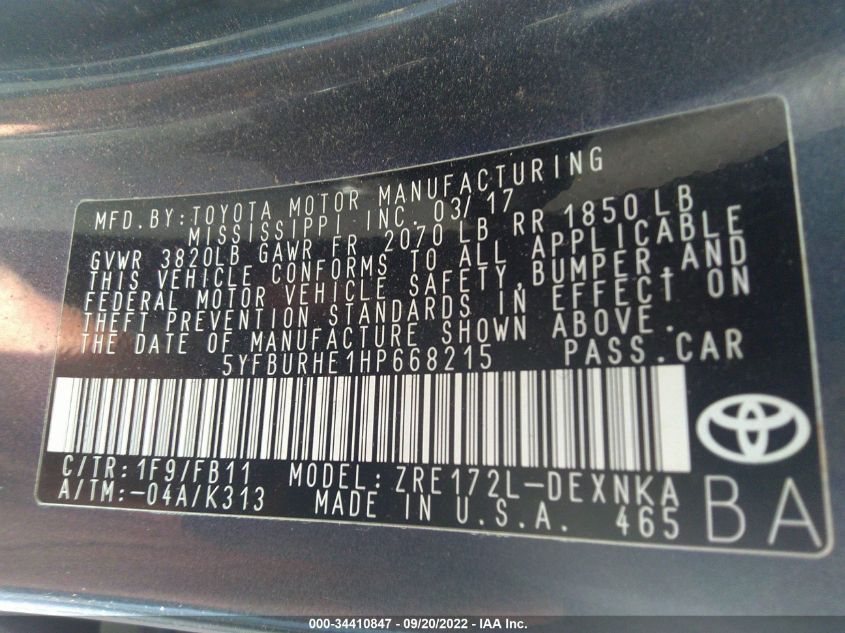 MFD.BY:TOYOTA MOTOR MANUFACTURING
MISSISSIPPI INC. 03/17
GVWR 3820LB GAWR FR 2070 LB RR 1850 LB
THIS VEHICLE CONFORMS TO ALL APPLICABLE
FEDERAL MOTOR VEHICLE SAFETY,BUMPER,AND
THEFT PREVENTION STANDARDS IN EFFECT ON
THE DATE OF MANUFACTURE SHOWN ABOVE.
5YFBURHE1HP668215 PASS.CAR
C/TR:1F9/FB11 MODEL:ZRE172L-DEXNKA
A/TM:-04A/K313 MADE IN U.S.A. 465
BA
000-34410847 - 09/20/2022 - IAA Inc.